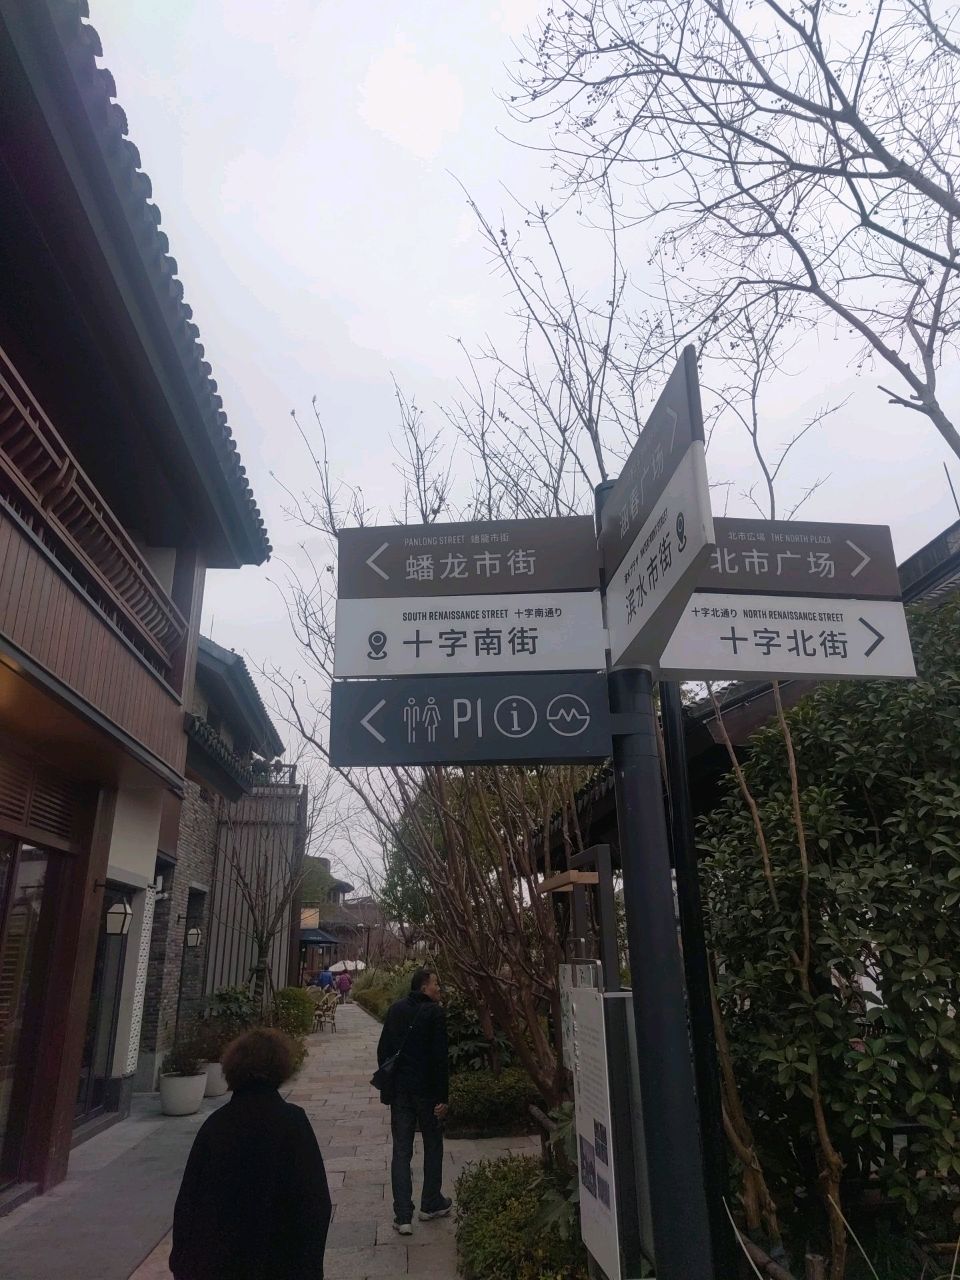 PANLONG STREET 蟠龍市街
蟠龙市街
SOUTH RENAISSANCE STREET 十字南通り
十字南街
PI
i
广场
滨水市街
北市広場 THE NORTH PLAZA
北市广场
十字北通り NORTH RENAISSANCE STREET
十字北街